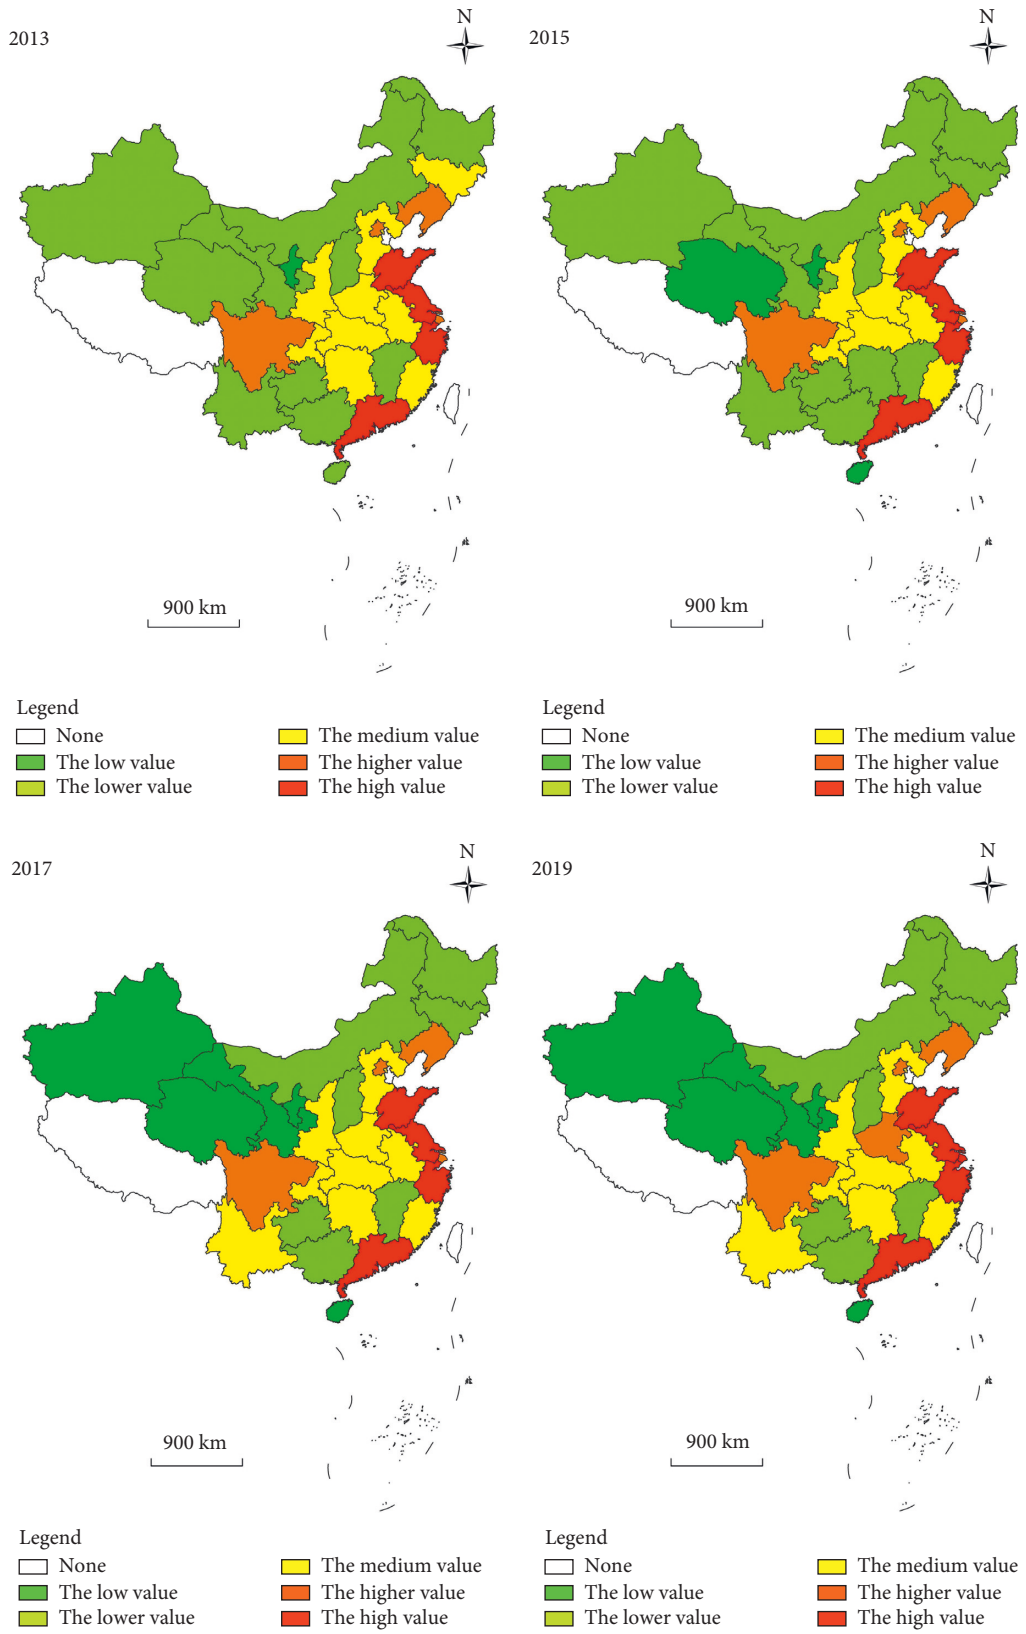 2013
N
900 km
Legend
None
The low value
The lower value
The medium value
The higher value
The high value
2015
N
900 km
Legend
None
The low value
The lower value
The medium value
The higher value
The high value
2017
N
900 km
Legend
None
The low value
The lower value
The medium value
The higher value
The high value
2019
N
900 km
Legend
None
The low value
The lower value
The medium value
The higher value
The high value